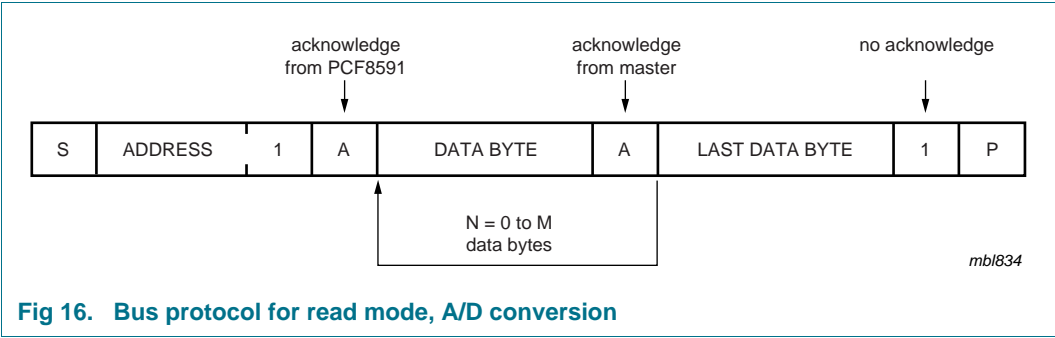 acknowledge
from PCF8591
acknowledge
from master
no acknowledge
S ADDRESS 1 A DATA BYTE A LAST DATA BYTE 1 P
N = 0 to M
data bytes
mbl834
Fig 16. Bus protocol for read mode, A/D conversion